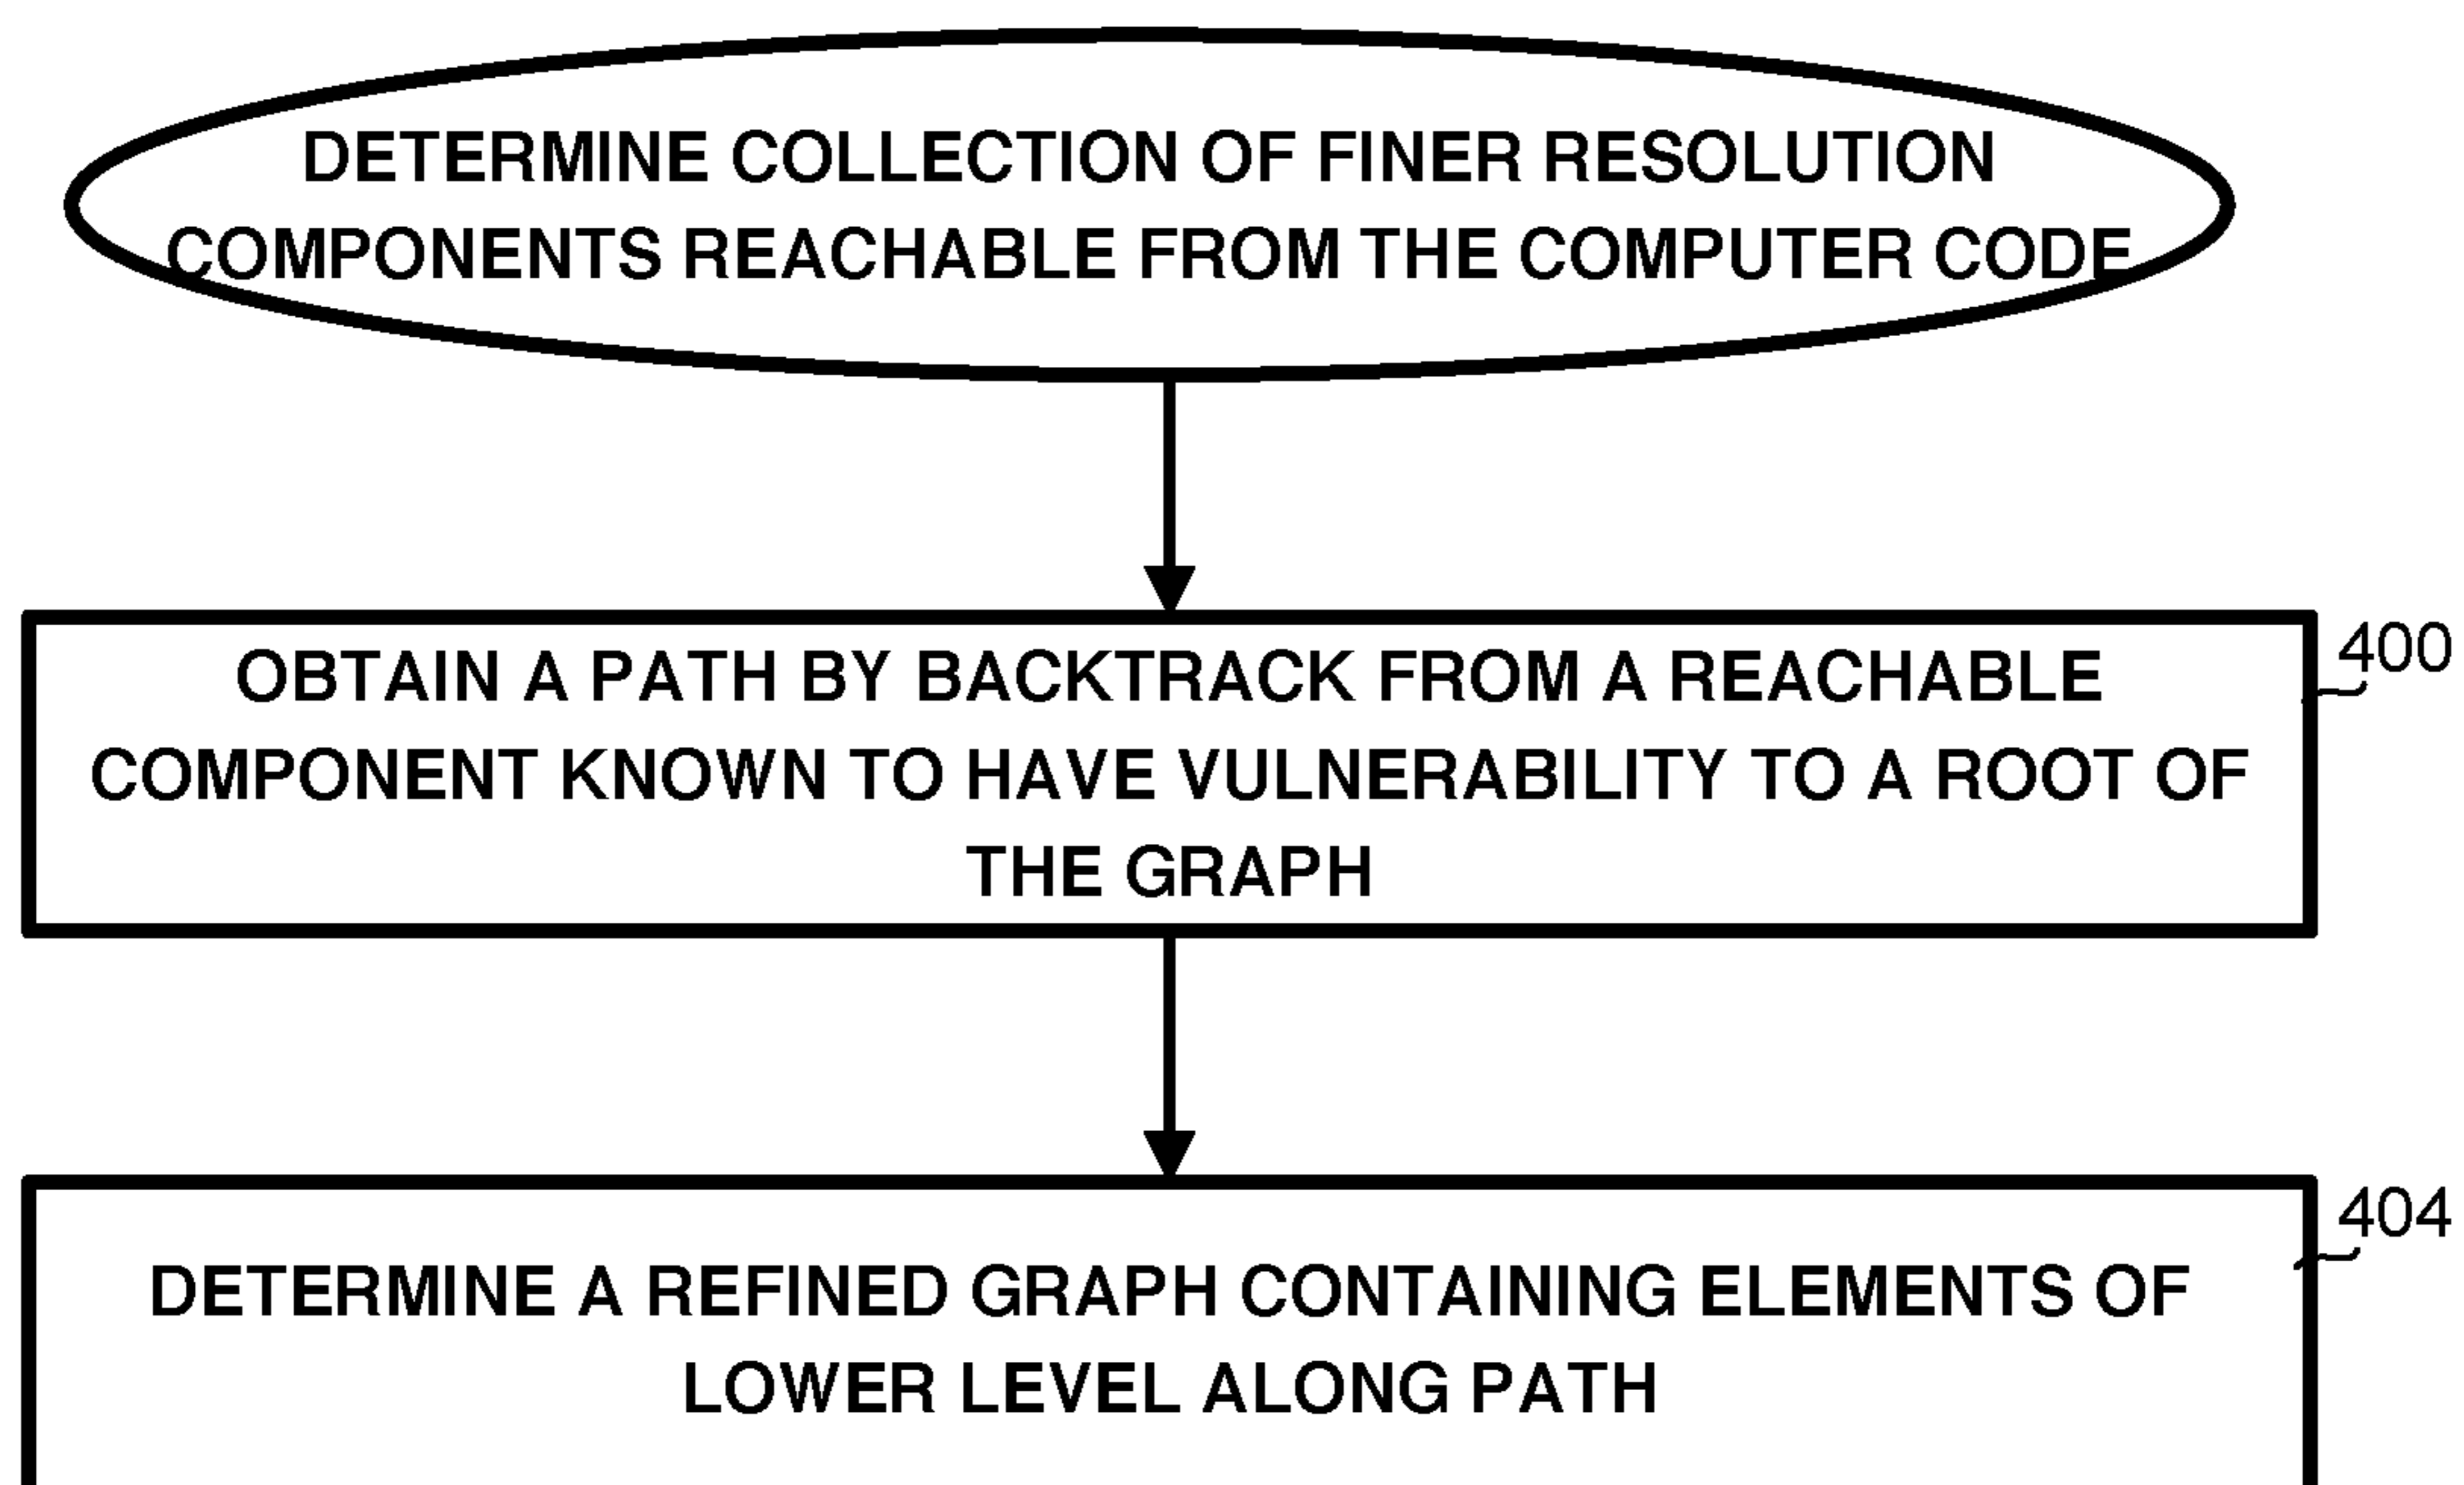 DETERMINE COLLECTION OF FINER RESOLUTION
COMPONENTS REACHABLE FROM THE COMPUTER CODE
400
OBTAIN A PATH BY BACKTRACK FROM A REACHABLE
COMPONENT KNOWN TO HAVE VULNERABILITY TO A ROOT OF
THE GRAPH
404
DETERMINE A REFINED GRAPH CONTAINING ELEMENTS OF
LOWER LEVEL ALONG PATH